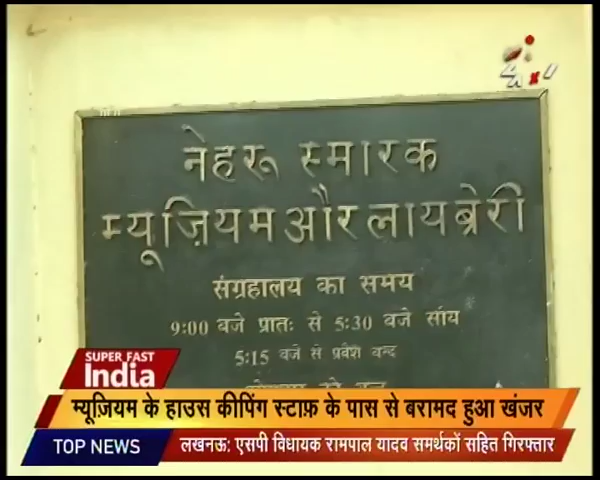 नेहरू स्मारक
म्यूज़ियम और लायब्रेरी
संग्रहालय का समय
9:00 बजे प्रातः से 5:30 बजे सांय
5:15 बजे से प्रवेश बन्द
SUPER FAST
India
म्यूज़ियम के हाउस कीपिंग स्टाफ़ के पास से बरामद हुआ खंजर
TOP NEWS
लखनऊ: एसपी विधायक रामपाल यादव समर्थकों सहित गिरफ्तार